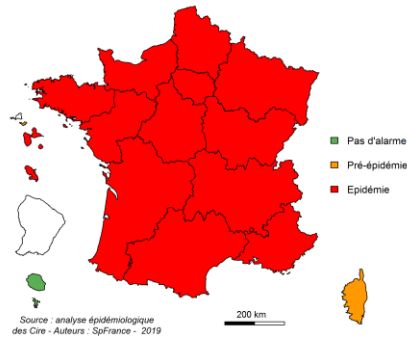 Pas d'alarme
Pré-épidémie
Epidémie
Source : analyse épidémiologique
des Cire - Auteurs : SpFrance - 2019
200 km